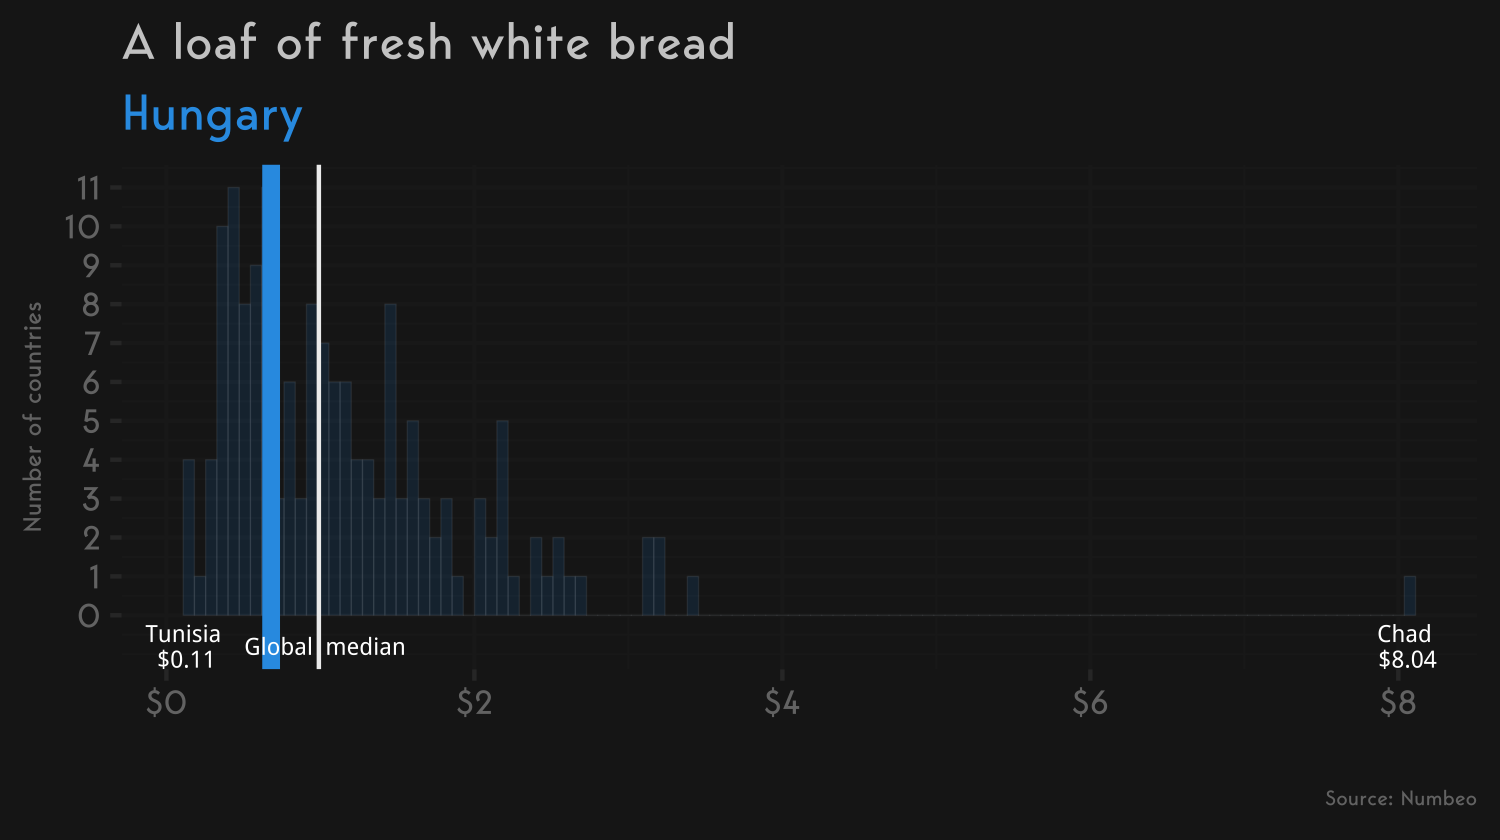 A loaf of fresh white bread
Hungary
Number of countries
11
10
9
8
7
6
5
4
3
2
1
0
Tunisia
$0.11
Global median
Chad
$8.04
$0 $2 $4 $6 $8
Source: Numbeo